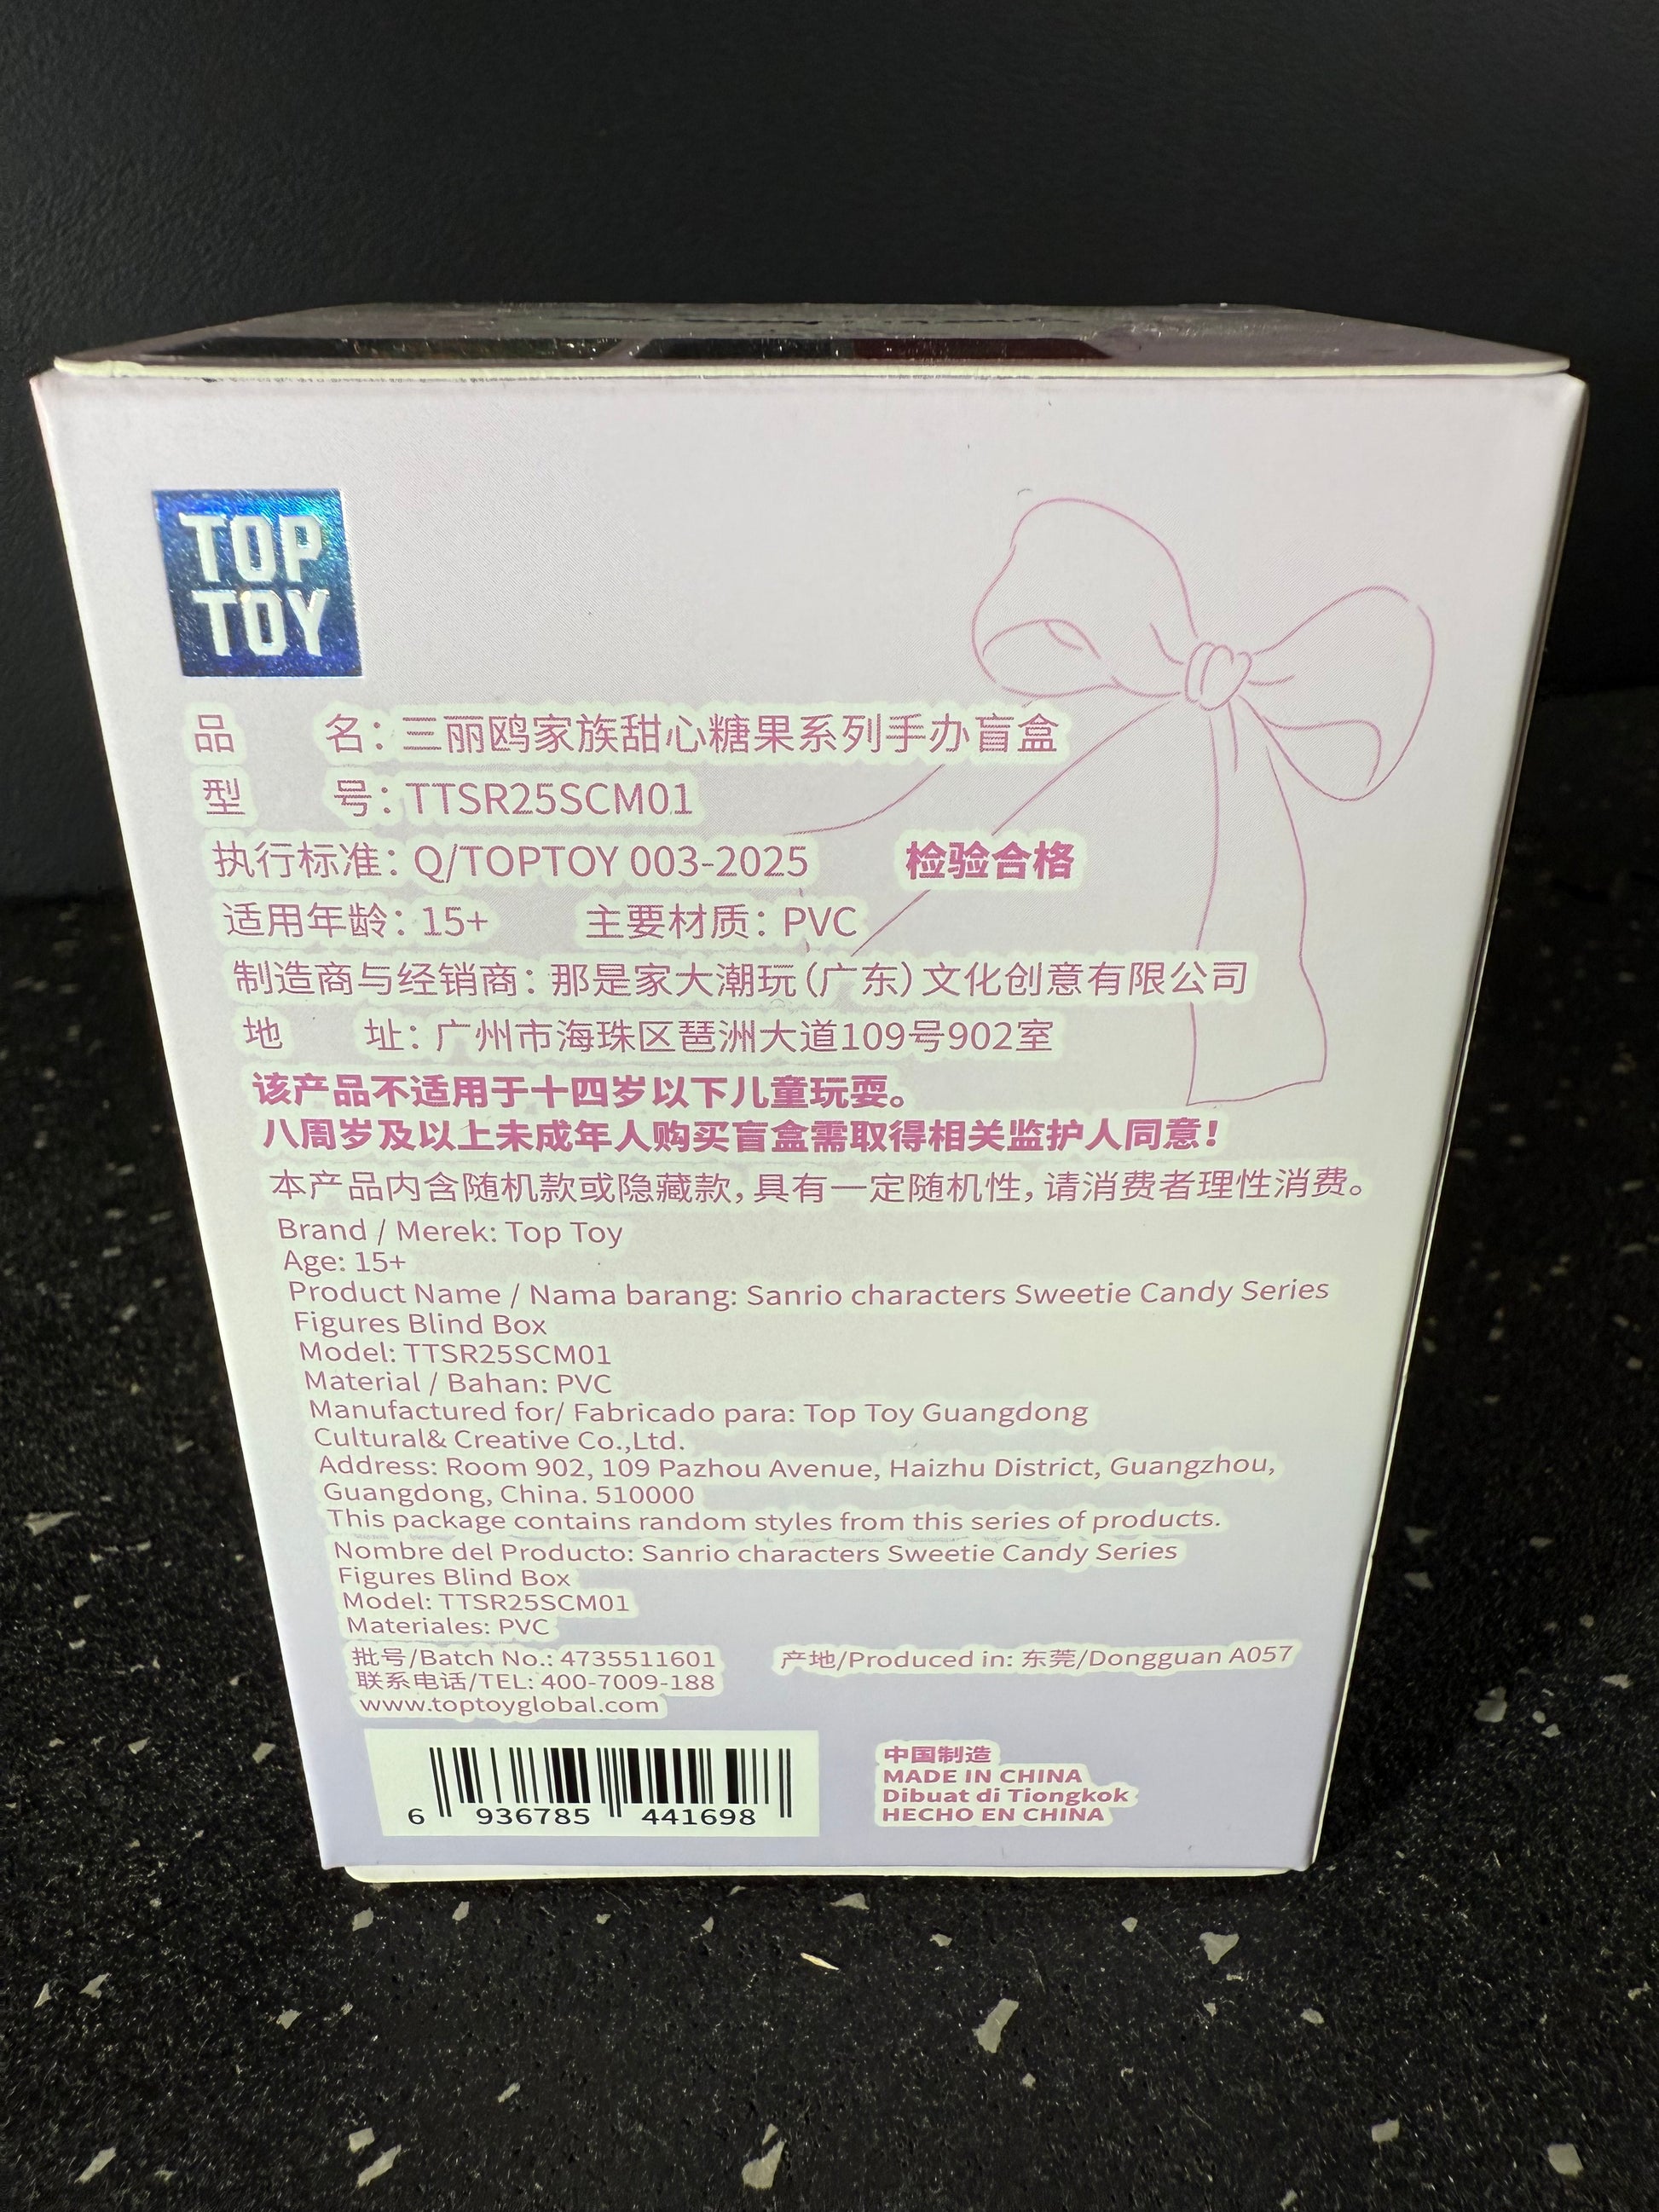 TOP
TOY
品 名：三丽鸥家族甜心糖果系列手办盲盒
型 号：TTSR25SCM01
执行标准：Q/TOPTOY 003-2025 检验合格
适用年龄：15+ 主要材质：PVC
制造商与经销商：那是家大潮玩（广东）文化创意有限公司
地 址：广州市海珠区琶洲大道109号902室
该产品不适用于十四岁以下儿童玩耍。
八周岁及以上未成年人购买盲盒需取得相关监护人同意！
本产品内含随机款或隐藏款，具有一定随机性，请消费者理性消费。
Brand / Merek: Top Toy
Age: 15+
Product Name / Nama barang: Sanrio characters Sweetie Candy Series
Figures Blind Box
Model: TTSR25SCM01
Material / Bahan: PVC
Manufactured for/ Fabricado para: Top Toy Guangdong
Cultural& Creative Co.,Ltd.
Address: Room 902, 109 Pazhou Avenue, Haizhu District, Guangzhou,
Guangdong, China. 510000
This package contains random styles from this series of products.
Nombre del Producto: Sanrio characters Sweetie Candy Series
Figures Blind Box
Model: TTSR25SCM01
Materiales: PVC
批号/Batch No.: 4735511601 产地/Produced in: 东莞/Dongguan A057
联系电话/TEL: 400-7009-188
www.toptoyglobal.com
6 936785 441698
中国制造
MADE IN CHINA
Dibuat di Tiongkok
HECHO EN CHINA